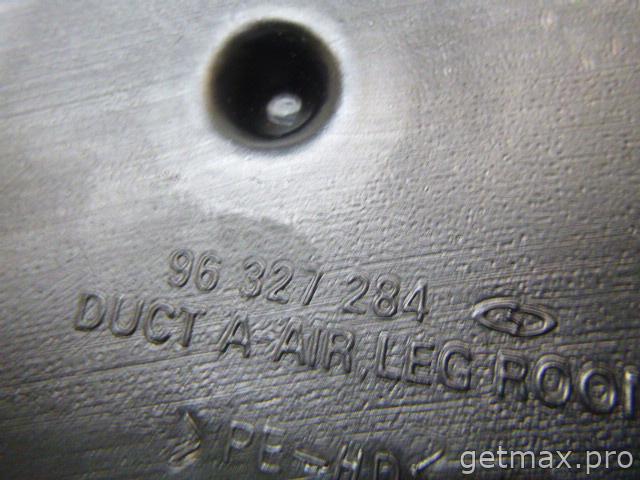 96 327 284
DUCT A-AIR, LEG ROO
>PE-HD<
getmax.pro